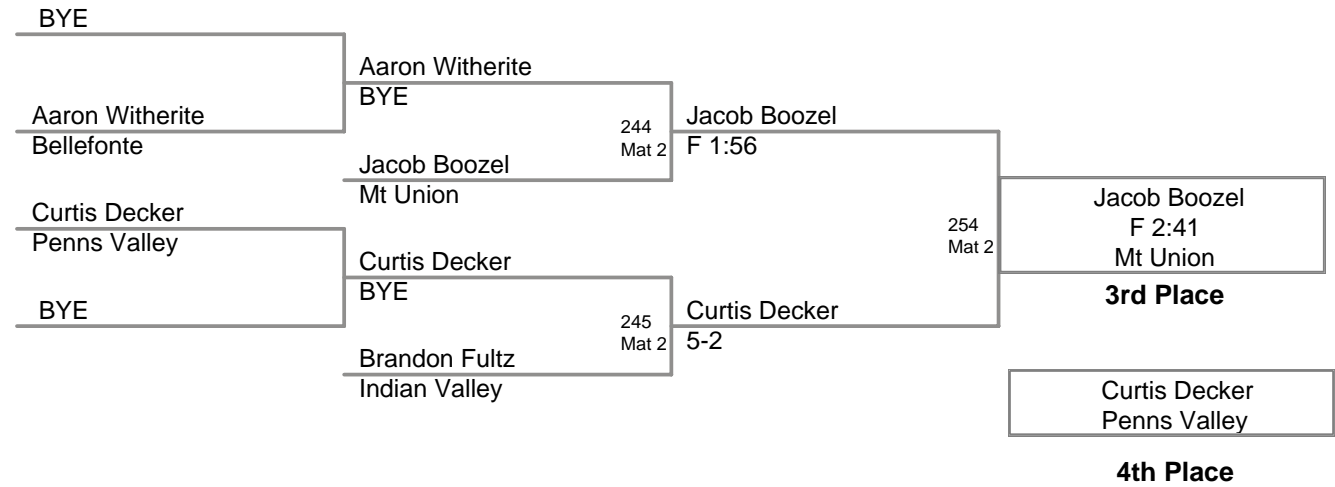 BYE
Aaron Witherite
Bellefonte
Curtis Decker
Penns Valley
BYE
Aaron Witherite
BYE
Jacob Boozel
Mt Union
Curtis Decker
BYE
Brandon Fultz
Indian Valley
244
Mat 2
Jacob Boozel
F 1:56
245
Mat 2
Curtis Decker
5-2
254
Mat 2
Jacob Boozel
F 2:41
Mt Union
3rd Place
Curtis Decker
Penns Valley
4th Place